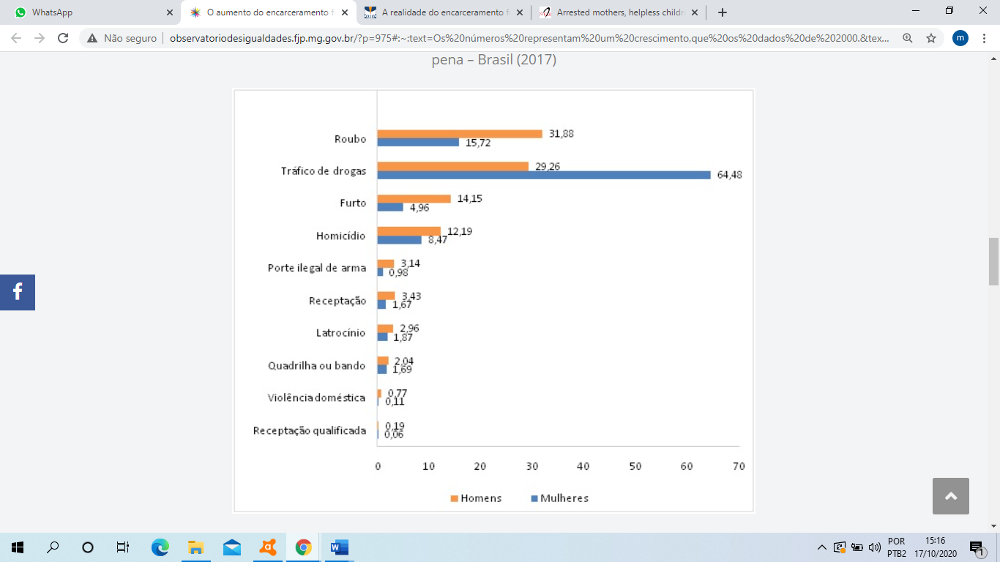 WhatsApp
O aumento do encarceramento f
A realidade do encarceramento f
Arrested mothers, helpless childr
Não seguro
observatoriodesigualdades.fjp.mg.gov.br/?p=975#:~:text=Os%20números%20representam%20um%20crescimento,que%20os%20dados%20de%202000.&tex...
m
pena – Brasil (2017)
Roubo
31,88
15,72
Tráfico de drogas
29,26
64,48
Furto
14,15
4,96
Homicídio
12,19
8,47
Porte ilegal de arma
3,14
0,98
Receptação
3,43
1,67
Latrocínio
2,96
1,87
Quadrilha ou bando
2,04
1,69
Violência doméstica
0,77
0,11
Receptação qualificada
0,19
0,06
0 10 20 30 40 50 60 70
Homens Mulheres
f
POR
PTB2
15:16
17/10/2020
1